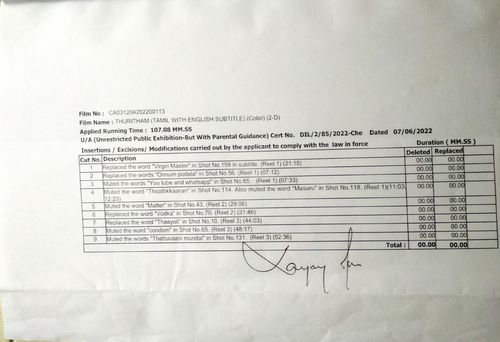 Film No : CA031204202200113
Film Name : THURITHAM (TAMIL WITH ENGLISH SUBTITLE) (Color) (2-D)
Applied Running Time : 107.08 MM.SS
U/A (Unrestricted Public Exhibition-But With Parental Guidance) Cert No. DIL/2/85/2022-Che Dated 07/06/2022
Insertions / Excisions/ Modifications carried out by the applicant to comply with the law in force Duration ( MM.SS )
Cut No. Description Deleted Replaced
1 Replaced the word "Virgin Master" in Shot No.159 in subtitle. (Reel 1) (21:15) 00.00 00.00
2 Replaced the words "Onnum podala" in Shot No.56. (Reel 1) (07:12) 00.00 00.00
3 Muted the words "You tube and whatsapp" in Shot No.65. (Reel 1) (07:33) 00.00 00.00
4 Muted the word "Thosttikkaaran" in Shot No.114. Also muted the word "Masuru" in Shot No.118. (Reel 1)(11:03 00.00 00.00
12:23)
5 Muted the word "Matter" in Shot No.43. (Reel 2) (29:06) 00.00 00.00
6 Replaced the word "Vodka" in Shot No.70. (Reel 2) (31:46) 00.00 00.00
7 Replaced the word "Thaayoli" in Shot No.10. (Reel 3) (44:03) 00.00 00.00
8 Muted the word "condom" in Shot No.65. (Reel 3) (48:17) 00.00 00.00
9 Muted the words "Thattuvaani mundai" in Shot No.131. (Reel 3) (52:36) 00.00 00.00
Total : 00.00 00.00